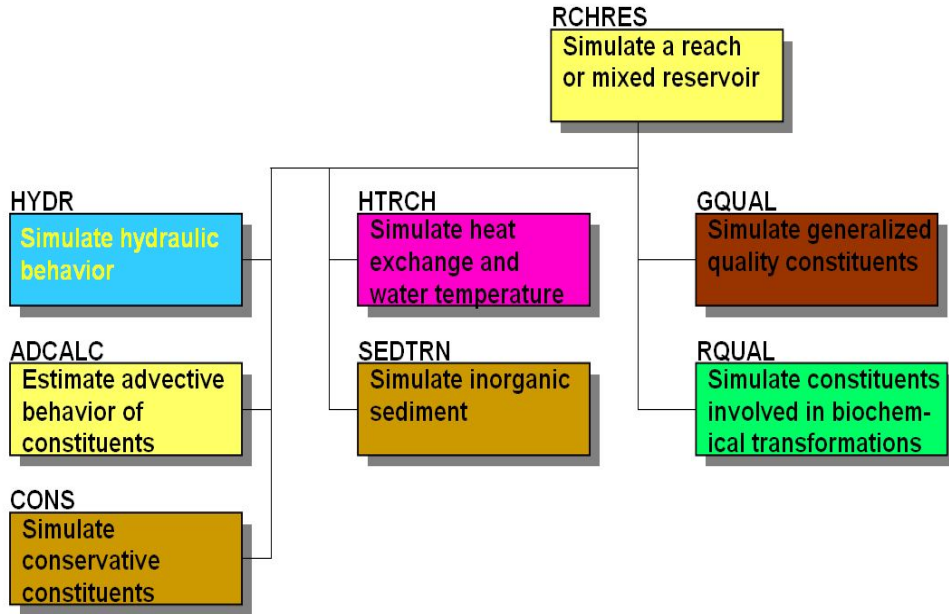 RCHRES
Simulate a reach
or mixed reservoir
HYDR
Simulate hydraulic
behavior
HTRCH
Simulate heat
exchange and
water temperature
GQUAL
Simulate generalized
quality constituents
ADCALC
Estimate advective
behavior of
constituents
SEDTRN
Simulate inorganic
sediment
RQUAL
Simulate constituents
involved in biochem-
ical transformations
CONS
Simulate
conservative
constituents